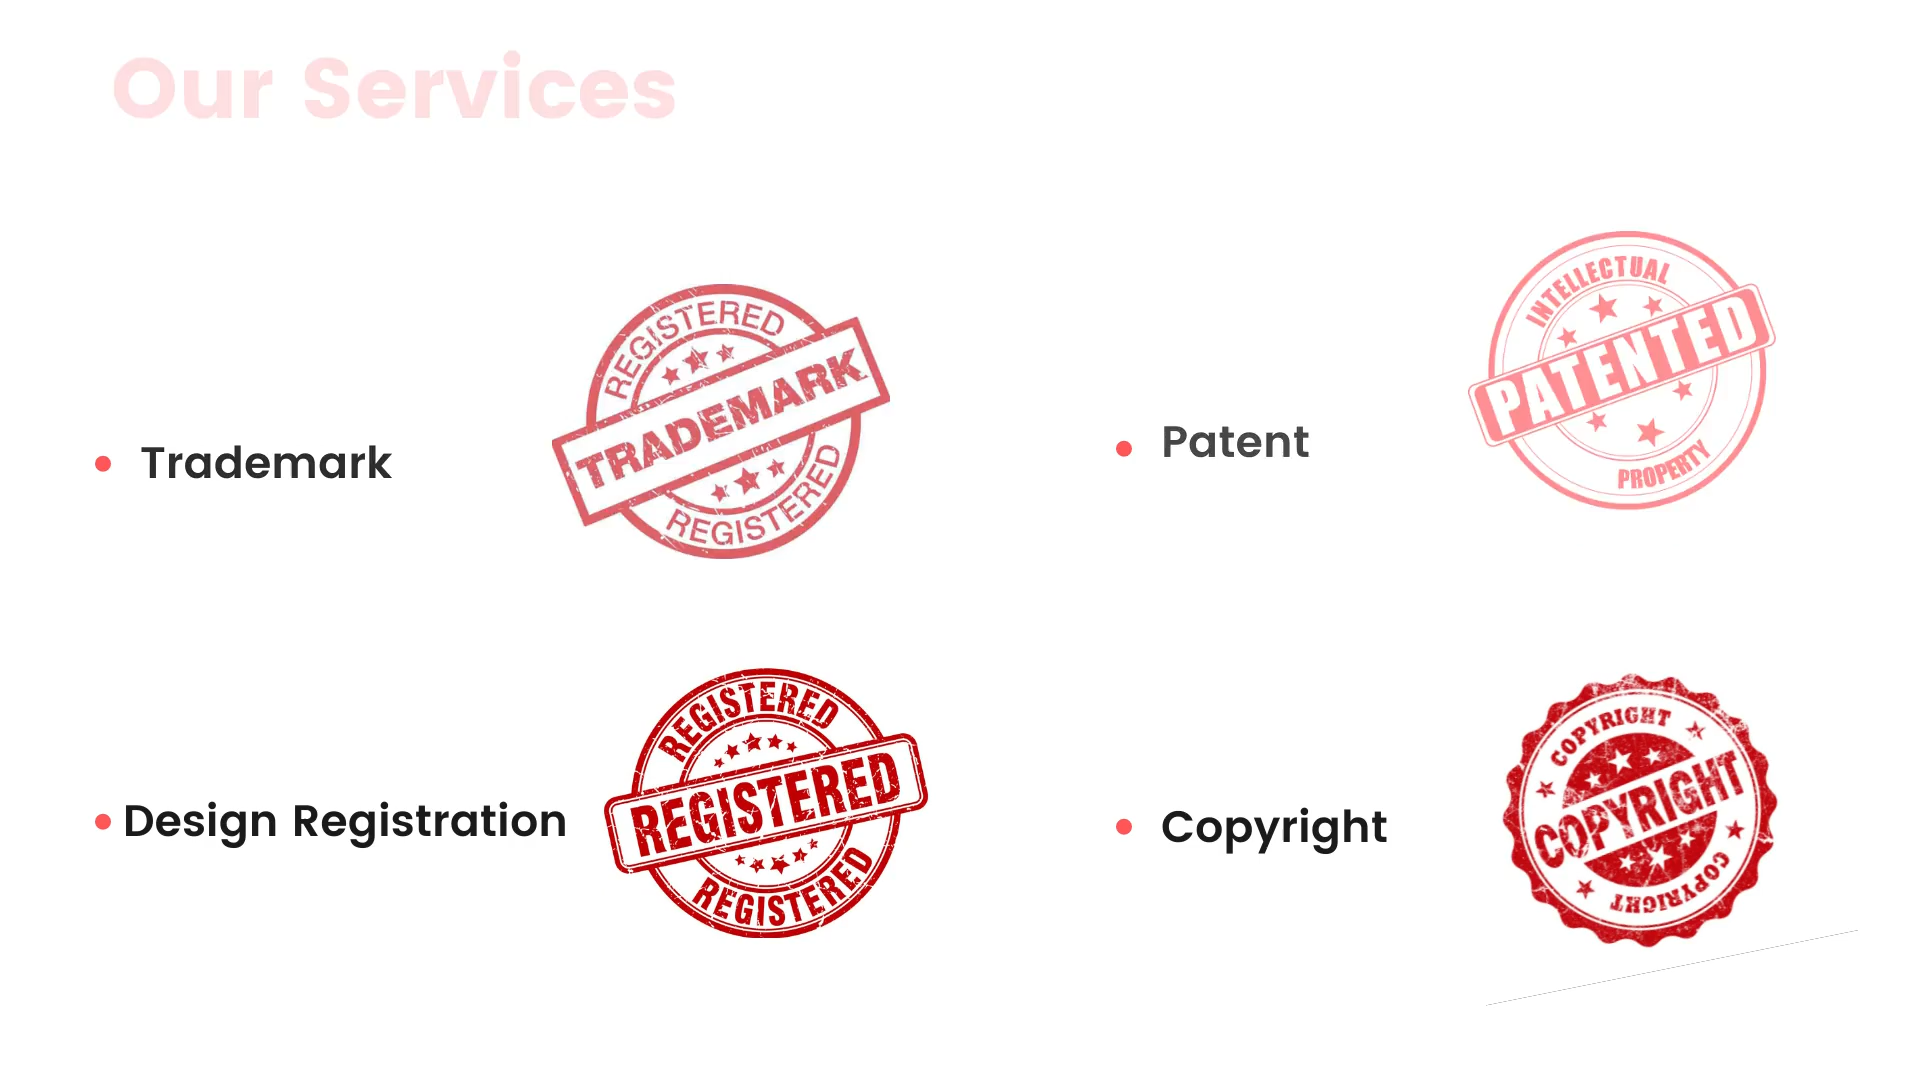 Our Services
Trademark
REGISTERED
TRADEMARK
REGISTERED
Patent
INTELLECTUAL
PATENTED
PROPERTY
Design Registration
REGISTERED
REGISTERED
REGISTERED
Copyright
COPYRIGHT
COPYRIGHT
COPYRIGHT